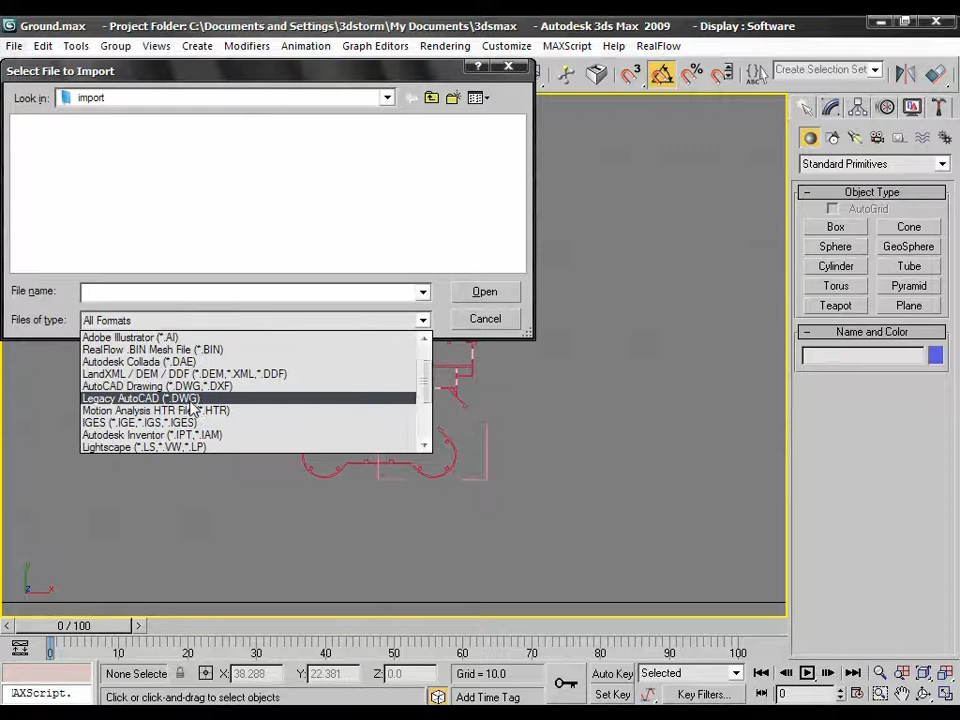 Ground.max - Project Folder: C:\Documents and Settings\3dstorm\My Documents\3dsmax - Autodesk 3ds Max 2009 - Display : Software
File Edit Tools Group Views Create Modifiers Animation Graph Editors Rendering Customize MAXScript Help RealFlow
Select File to Import
Create Selection Set
Look in: import
File name: Open
Files of type: All Formats Cancel
Adobe Illustrator (*.AI)
RealFlow .BIN Mesh File (*.BIN)
Autodesk Collada (*.DAE)
LandXML / DEM / DDF (*.DEM,*.XML,*.DDF)
AutoCAD Drawing (*.DWG,*.DXF)
Legacy AutoCAD (*.DWG)
Motion Analysis HTR File (*.HTR)
IGES (*.IGE,*.IGS,*.IGES)
Autodesk Inventor (*.IPT,*.IAM)
Lightscape (*.LS,*.VW,*.LP)
Standard Primitives
Object Type
AutoGrid
Box Cone
Sphere GeoSphere
Cylinder Tube
Torus Pyramid
Teapot Plane
Name and Color
y
z x
0 / 100
0 10 20 30 40 50 60 70 80 90 100
None Selecte X: 38.288 Y: 22.381 Z: 0.0 Grid = 10.0 Auto Key Selected
AXScript. Click or click-and-drag to select objects Add Time Tag Set Key Key Filters... 0